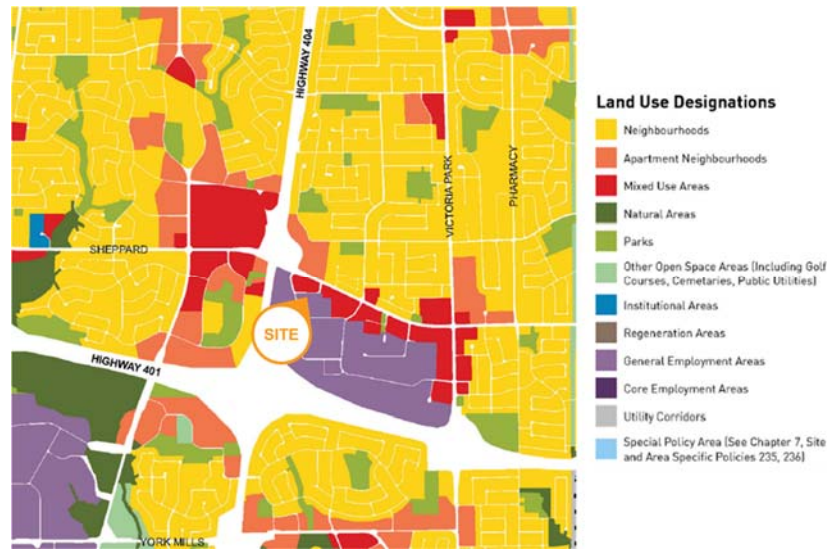 HIGHWAY 404
VICTORIA PARK
PHARMACY
SHEPPARD
SITE
HIGHWAY 401
YORK MILLS
Land Use Designations
Neighbourhoods
Apartment Neighbourhoods
Mixed Use Areas
Natural Areas
Parks
Other Open Space Areas (Including Golf
Courses, Cemetaries, Public Utilities)
Institutional Areas
Regeneration Areas
General Employment Areas
Core Employment Areas
Utility Corridors
Special Policy Area (See Chapter 7, Site
and Area Specific Policies 235, 236)